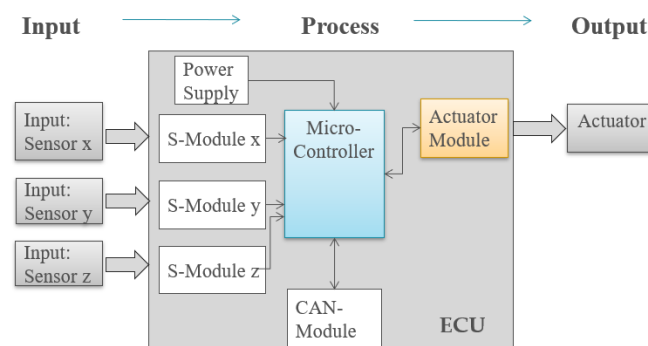 Input
Process
Output
Power
Supply
Input:
Sensor x
S-Module x
Micro-
Controller
Actuator
Module
Actuator
Input:
Sensor y
S-Module y
Input:
Sensor z
S-Module z
CAN-
Module
ECU